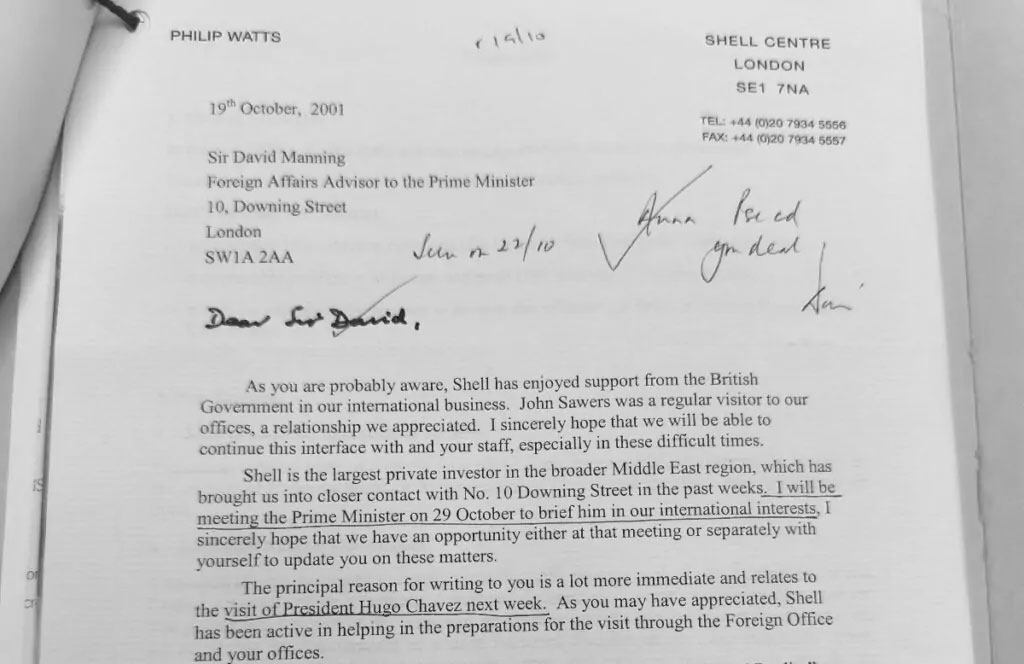 PHILIP WATTS
19/10
SHELL CENTRE
LONDON
SE1 7NA
TEL: +44 (0)20 7934 5556
FAX: +44 (0)20 7934 5557
19th October, 2001
Sir David Manning
Foreign Affairs Advisor to the Prime Minister
10, Downing Street
London
SW1A 2AA
on 22/10
Anna
Dear Sir David,
As you are probably aware, Shell has enjoyed support from the British
Government in our international business. John Sawers was a regular visitor to our
offices, a relationship we appreciated. I sincerely hope that we will be able to
continue this interface with and your staff, especially in these difficult times.
Shell is the largest private investor in the broader Middle East region, which has
brought us into closer contact with No. 10 Downing Street in the past weeks. I will be
meeting the Prime Minister on 29 October to brief him in our international interests, I
sincerely hope that we have an opportunity either at that meeting or separately with
yourself to update you on these matters.
The principal reason for writing to you is a lot more immediate and relates to
the visit of President Hugo Chavez next week. As you may have appreciated, Shell
has been active in helping in the preparations for the visit through the Foreign Office
and your offices.